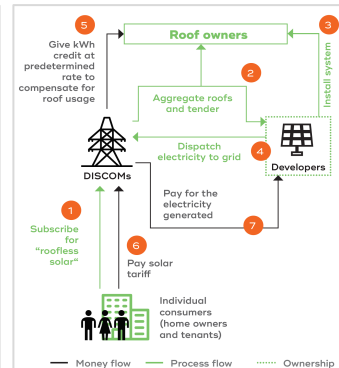 5
3
Give kWh
credit at
predetermined
rate to
compensate for
roof usage
Roof owners
Install system
2
Aggregate roofs
and tender
Dispatch
electricity to grid
4
Developers
DISCOMs
Pay for the
electricity
generated
7
1
Subscribe
for
“roofless
solar“
6
Pay solar
tariff
Individual
consumers
(home owners
and tenants)
Money flow
Process flow
Ownership